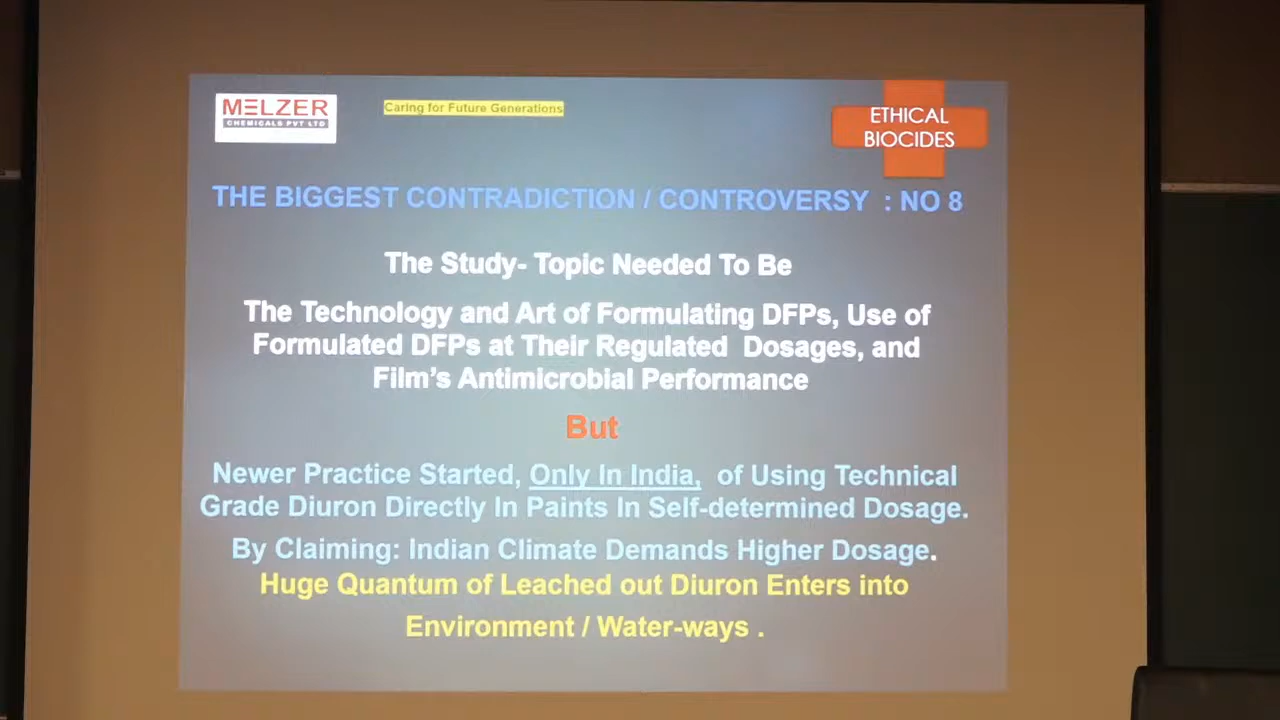 MELZER
CHEMICALS PVT LTD
Caring for Future Generations
ETHICAL
BIOCIDES
THE BIGGEST CONTRADICTION / CONTROVERSY : NO 8
The Study- Topic Needed To Be
The Technology and Art of Formulating DFPs, Use of
Formulated DFPs at Their Regulated Dosages, and
Film's Antimicrobial Performance
But
Newer Practice Started, Only In India, of Using Technical
Grade Diuron Directly In Paints In Self-determined Dosage.
By Claiming: Indian Climate Demands Higher Dosage.
Huge Quantum of Leached out Diuron Enters into
Environment / Water-ways .